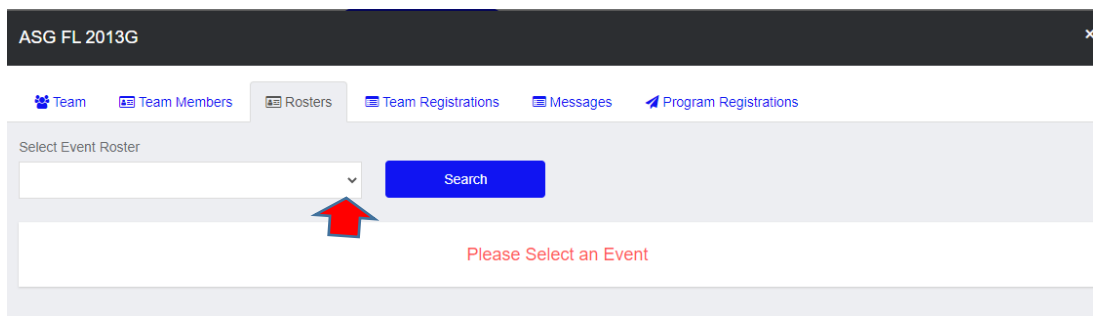 ASG FL 2013G
Team Team Members Rosters Team Registrations Messages Program Registrations
Select Event Roster
Search
Please Select an Event